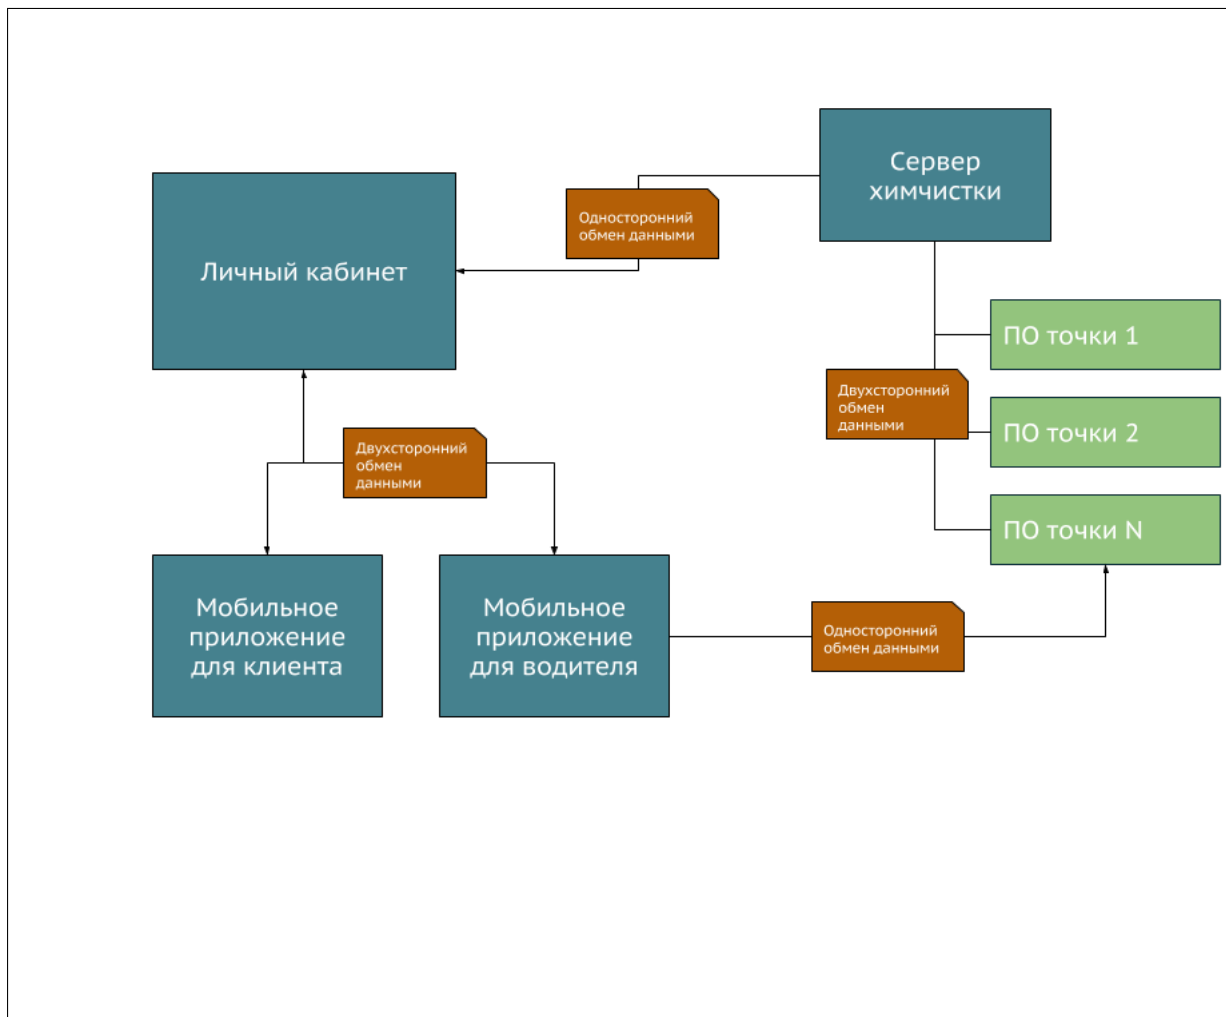 Сервер
химчистки
Односторонний
обмен данными
Личный кабинет
ПО точки 1
Двухсторонний
обмен
данными
ПО точки 2
Двухсторонний
обмен
данными
ПО точки N
Мобильное
приложение
для клиента
Мобильное
приложение
для водителя
Односторонний
обмен данными